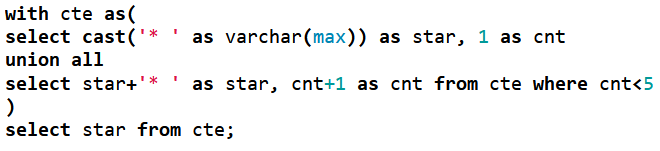 with cte as(
select cast('* ' as varchar(max)) as star, 1 as cnt
union all
select star+'* ' as star, cnt+1 as cnt from cte where cnt<5
)
select star from cte;